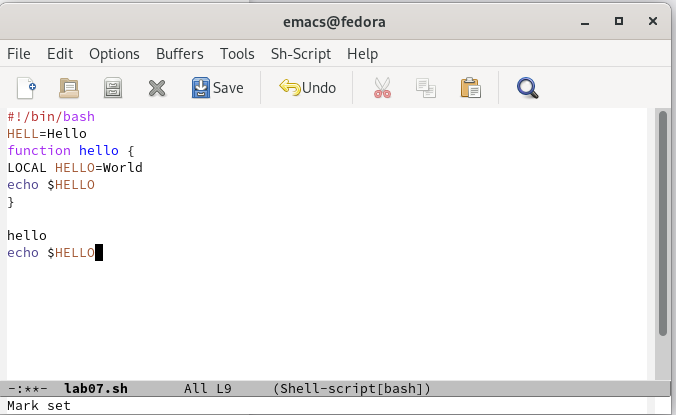 emacs@fedora
File Edit Options Buffers Tools Sh-Script Help
Save Undo
#!/bin/bash
HELL=Hello
function hello {
LOCAL HELLO=World
echo $HELLO
}
hello
echo $HELLO
-:**- lab07.sh All L9 (Shell-script[bash])
Mark set